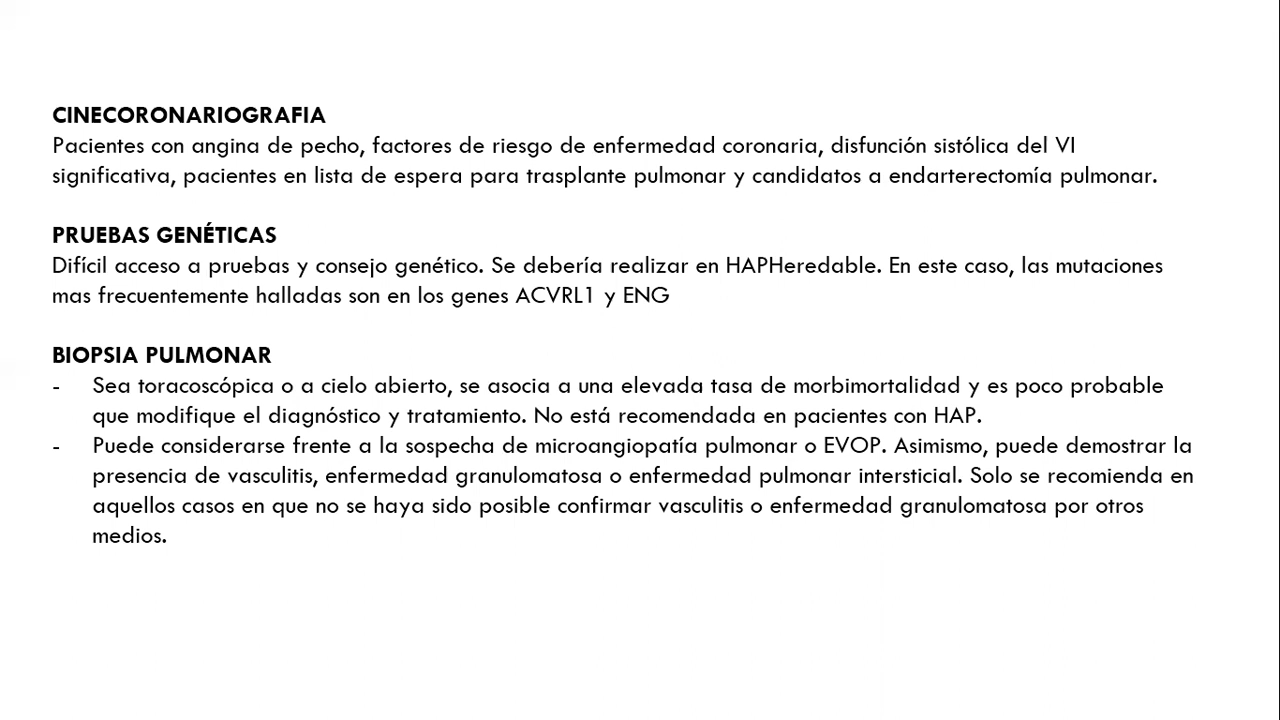 CINECORONARIOGRAFIA
Pacientes con angina de pecho, factores de riesgo de enfermedad coronaria, disfunción sistólica del VI
significativa, pacientes en lista de espera para trasplante pulmonar y candidatos a endarterectomía pulmonar.
PRUEBAS GENÉTICAS
Difícil acceso a pruebas y consejo genético. Se debería realizar en HAPHeredable. En este caso, las mutaciones
mas frecuentemente halladas son en los genes ACVRL1 y ENG
BIOPSIA PULMONAR
- Sea toracoscópica o a cielo abierto, se asocia a una elevada tasa de morbimortalidad y es poco probable
que modifique el diagnóstico y tratamiento. No está recomendada en pacientes con HAP.
- Puede considerarse frente a la sospecha de microangiopatía pulmonar o EVOP. Asimismo, puede demostrar la
presencia de vasculitis, enfermedad granulomatosa o enfermedad pulmonar intersticial. Solo se recomienda en
aquellos casos en que no se haya sido posible confirmar vasculitis o enfermedad granulomatosa por otros
medios.